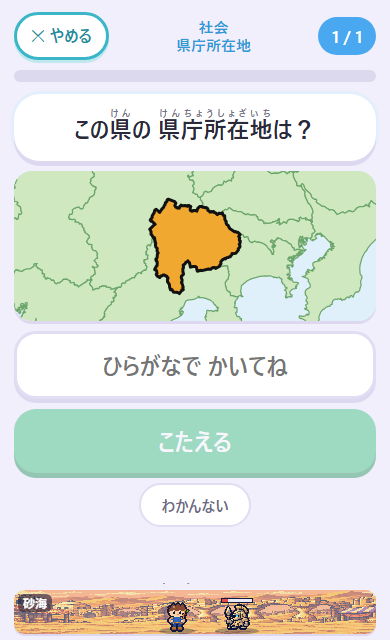 × やめる
社会
県庁所在地
1 / 1
けん けんちょうしょざいち
この県の 県庁所在地は？
ひらがなで かいてね
こたえる
わかんない
砂海